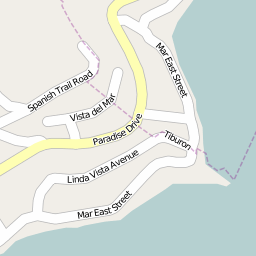 Mar East Street
Spanish Trail Road
Vista del Mar
Paradise Drive
Tiburon
Linda Vista Avenue
Mar East Street